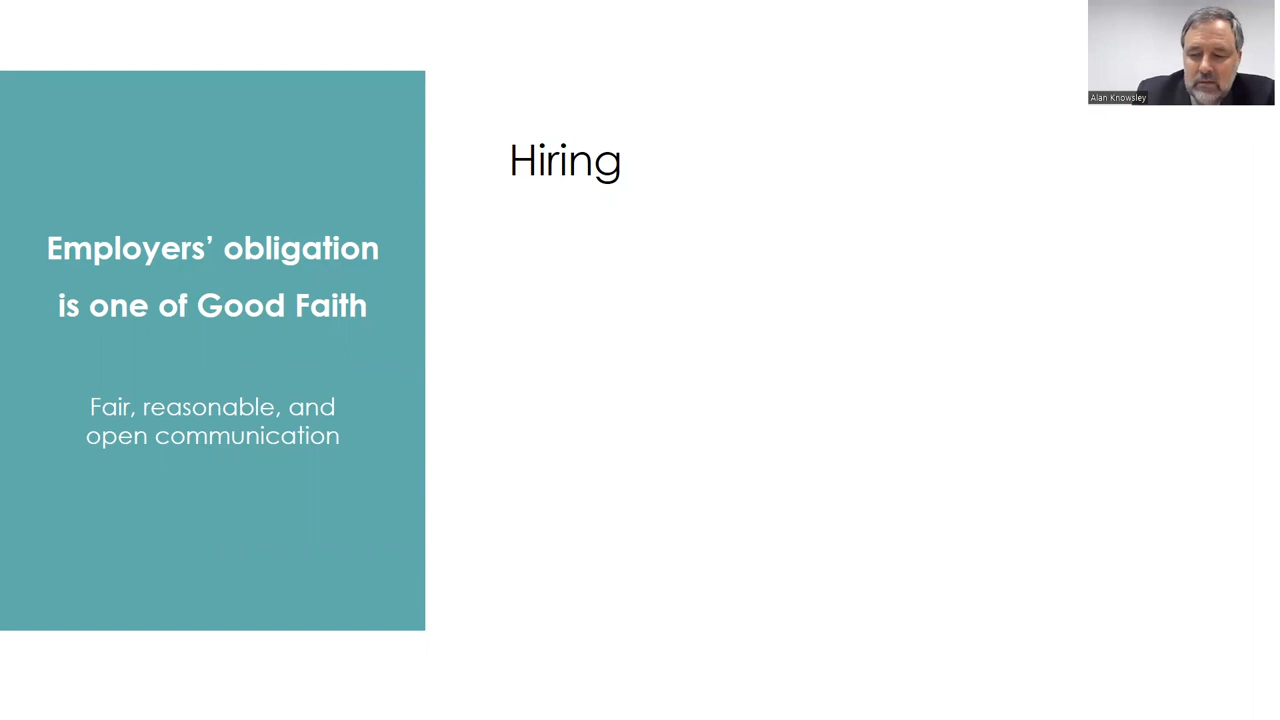 Employers’ obligation
is one of Good Faith
Fair, reasonable, and
open communication
Hiring
Alan Knowsley